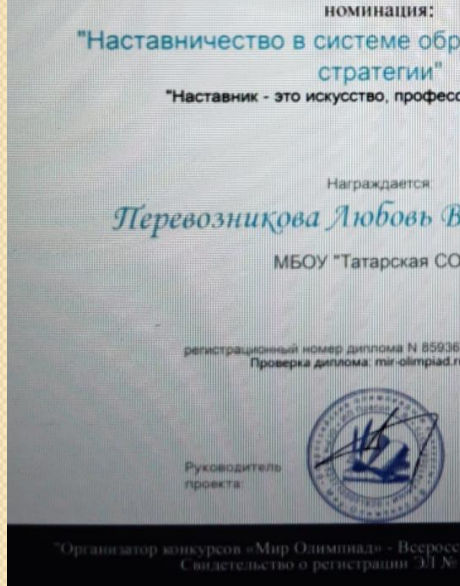 номинация:
"Наставничество в системе обр
стратегии"
"Наставник - это искусство, професс
Награждается:
Перевозникова Любовь В
МБОУ "Татарская СО
регистрационный номер диплома N 85936
Проверка диплома: mir-olimpiad.r
Руководитель
проекта:
"Организатор конкурсов «Мир Олимпиад» - Всеросс
Свидетельство о регистрации ЭЛ №